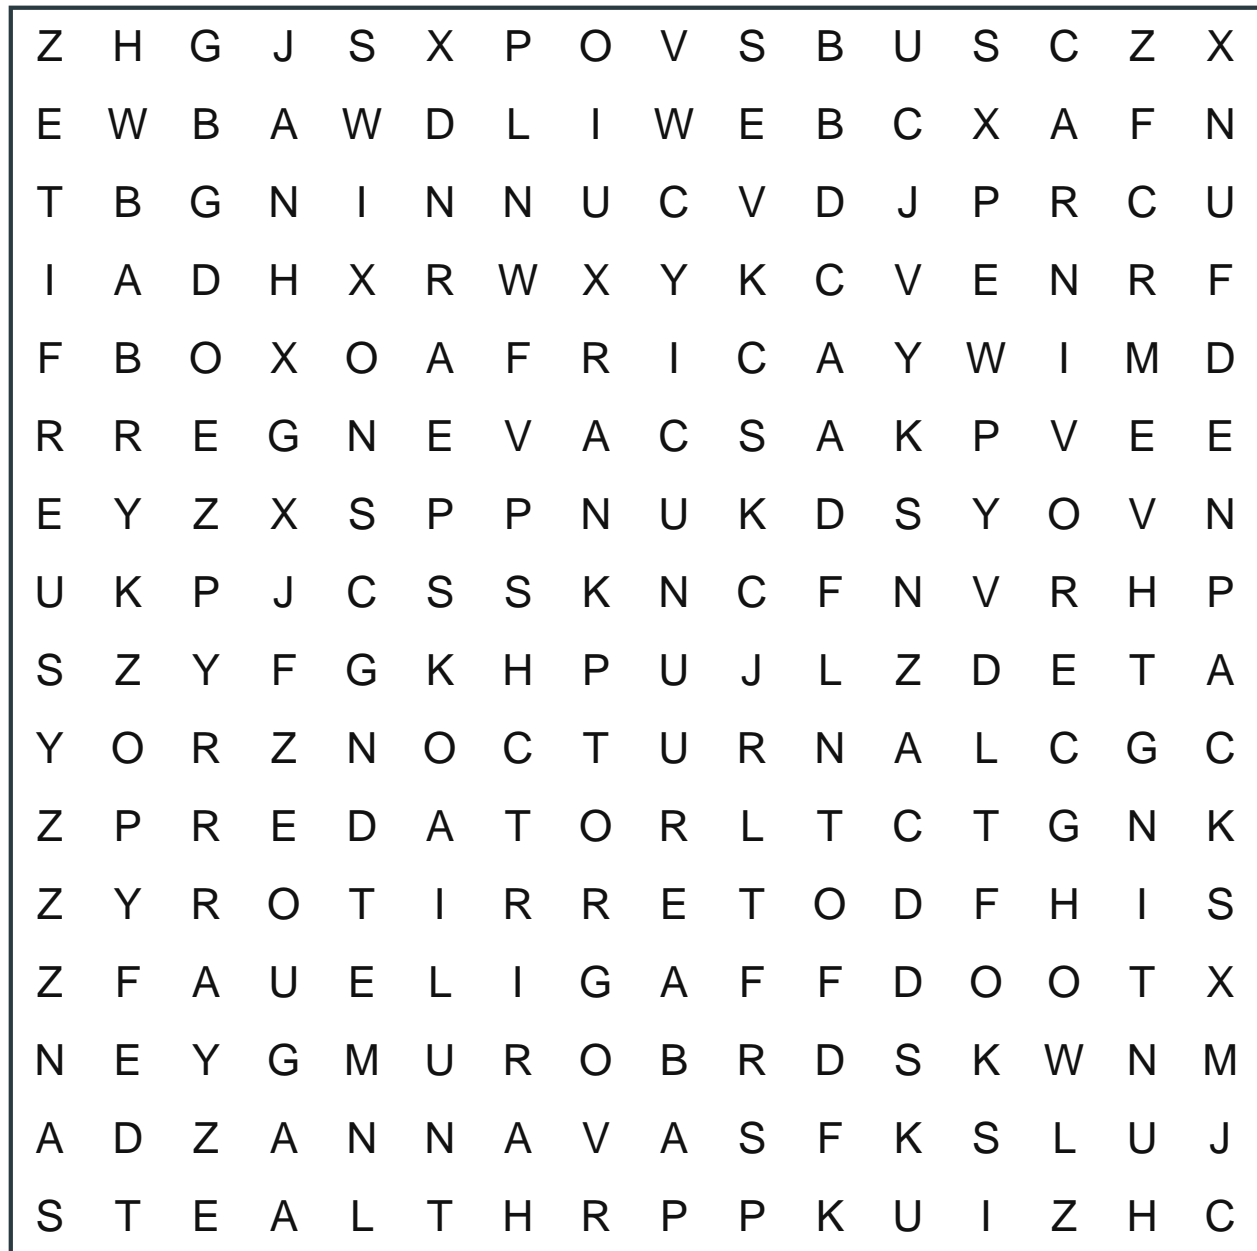 Z H G J S X P O V S B U S C Z X
E W B A W D L I W E B C X A F N
T B G N I N N U C V D J P R C U
I A D H X R W X Y K C V E N R F
F B O X O A F R I C A Y W I M D
R R E G N E V A C S A K P V E E
E Y Z X S P P N U K D S Y O V N
U K P J C S S K N C F N V R H P
S Z Y F G K H P U J L Z D E T A
Y O R Z N O C T U R N A L C G C
Z P R E D A T O R L T C T G N K
Z Y R O T I R R E T O D F H I S
Z F A U E L I G A F F D O O T X
N E Y G M U R O B R D S K W N M
A D Z A N N A V A S F K S L U J
S T E A L T H R P P K U I Z H C